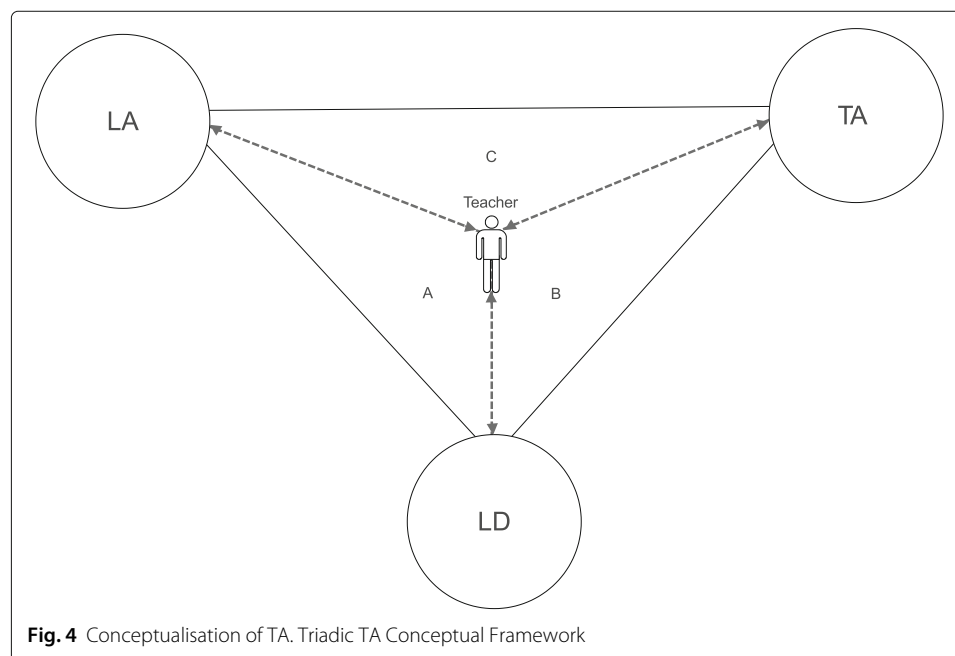 LA
TA
C
Teacher
A
B
LD
Fig. 4 Conceptualisation of TA. Triadic TA Conceptual Framework